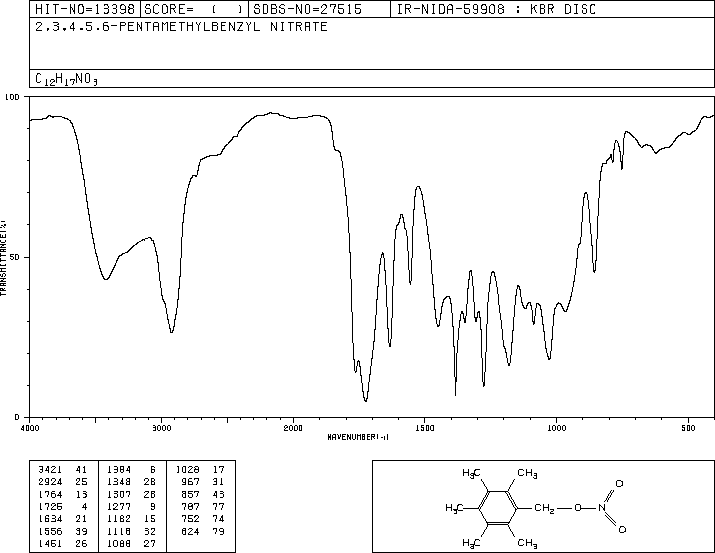 HIT-NO=13398 SCORE= ( ) SDBS-NO=27515 IR-NIDA-59908 : KBR DISC
2,3,4,5,6-PENTAMETHYLBENZYL NITRATE
C12H17NO3
100
50
0
TRANSMITTANCE(%)
4000 3000 2000 1500 1000 500
WAVENUMBER(-1)
3421 41 1384 6 1028 17
2924 25 1348 28 967 31
1764 13 1307 28 857 43
1725 4 1277 9 787 77
1634 21 1182 15 752 74
1556 39 1118 32 624 79
1451 26 1088 27
H3C CH3
H3C CH2 O N O
O
H3C CH3